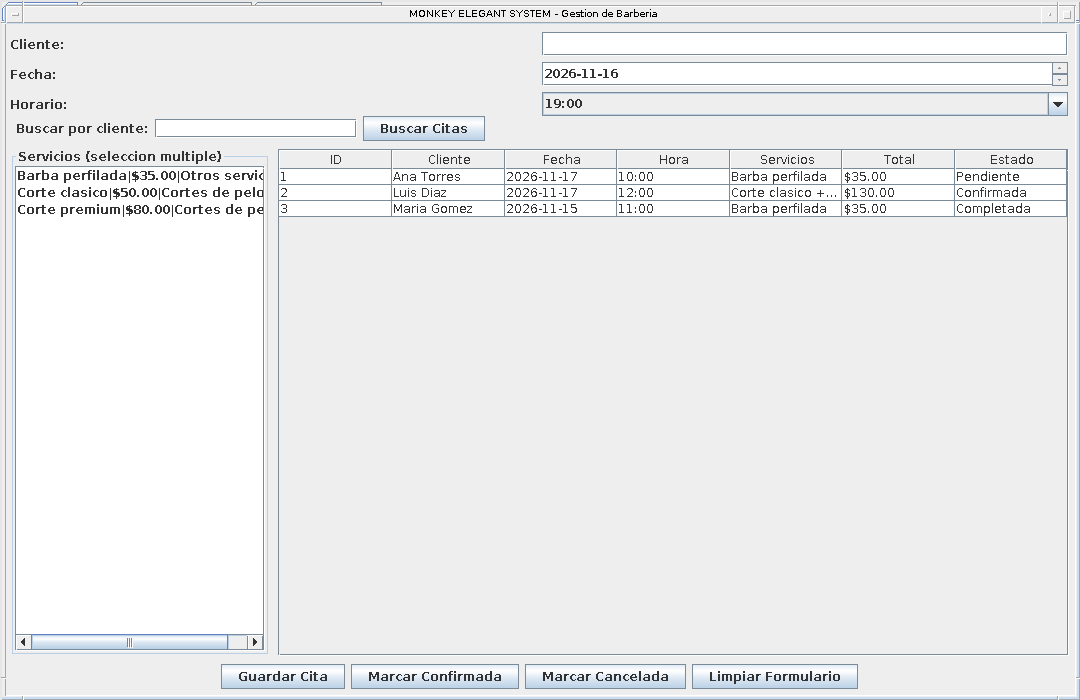 MONKEY ELEGANT SYSTEM - Gestion de Barberia
Cliente:
Fecha: 2026-11-16
Horario: 19:00
Buscar por cliente: Buscar Citas
Servicios {seleccion multiple}
Barba perfilada|$35.00|Otros servic
Corte clasico|$50.00|Cortes de pelo
Corte premium|$80.00|Cortes de pe
ID Cliente Fecha Hora Servicios Total Estado
1 Ana Torres 2026-11-17 10:00 Barba perfilada $35.00 Pendiente
2 Luis Diaz 2026-11-17 12:00 Corte clasico +... $130.00 Confirmada
3 Maria Gomez 2026-11-15 11:00 Barba perfilada $35.00 Completada
Guardar Cita Marcar Confirmada Marcar Cancelada Limpiar Formulario